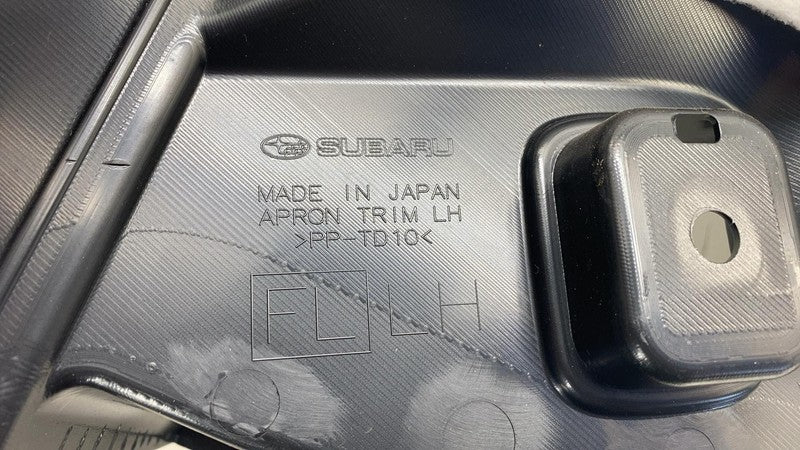 SUBARU
MADE IN JAPAN
APRON TRIM LH
>PP-TD10<
FL LH